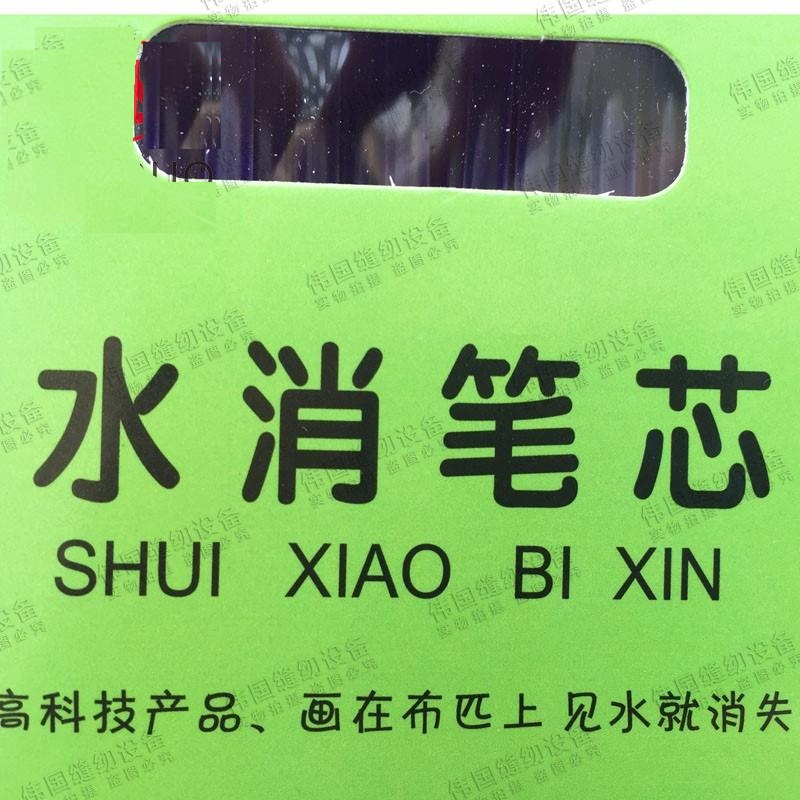 水消笔芯
SHUI XIAO BI XIN
高科技产品、画在布匹上 见水就消失
伟国缝纫设备
实物拍摄 盗图必究